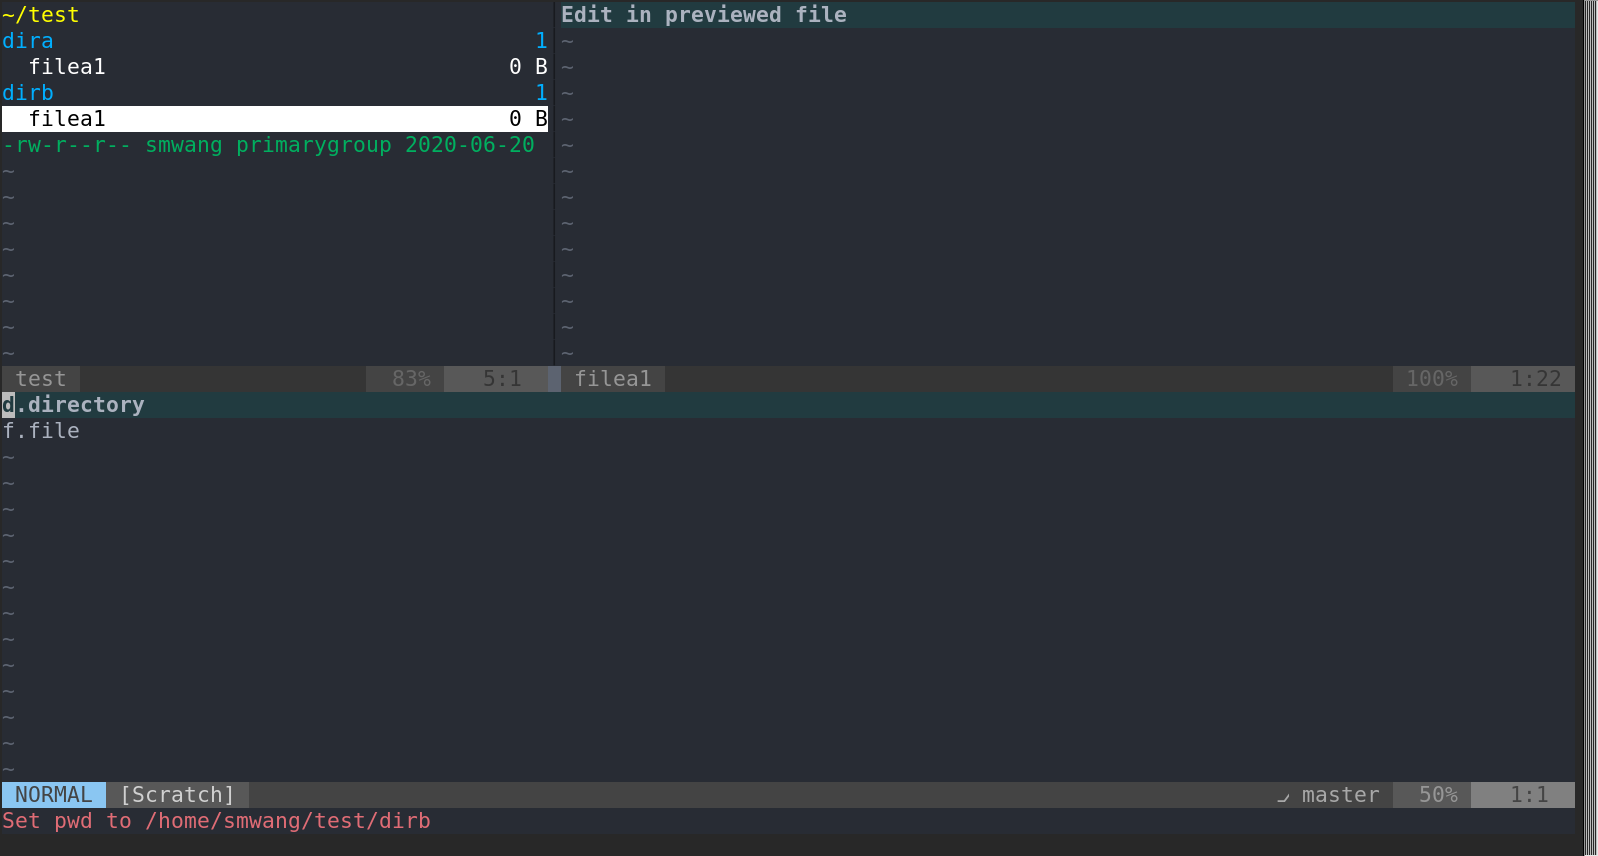 ~/test
dira 1
  filea1 0 B
dirb 1
  filea1 0 B
-rw-r--r-- smwang primarygroup 2020-06-20
~
~
~
~
~
~
~
~
test 83% 5:1
Edit in previewed file
~
~
~
~
~
~
~
~
~
~
~
~
~
filea1 100% 1:22
d.directory
f.file
~
~
~
~
~
~
~
~
~
~
~
~
~
NORMAL [Scratch] master 50% 1:1
Set pwd to /home/smwang/test/dirb